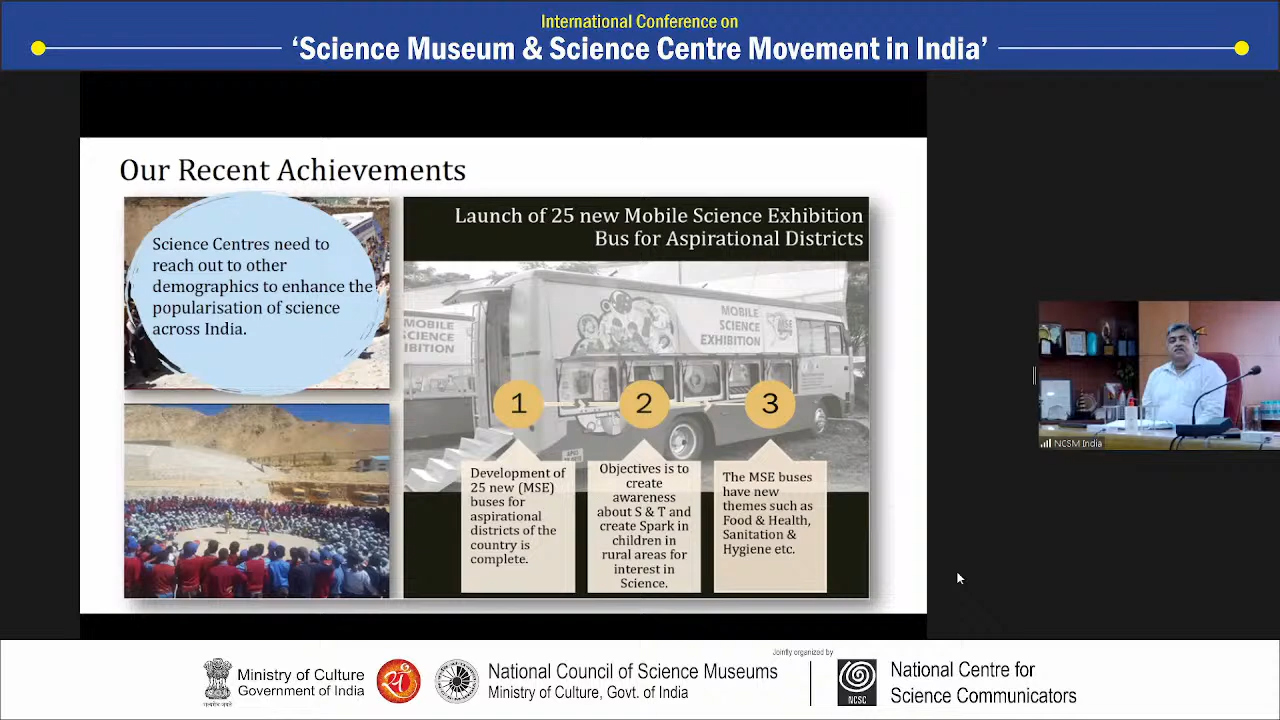 International Conference on
‘Science Museum & Science Centre Movement in India’
Our Recent Achievements
Science Centres need to
reach out to other
demographics to enhance the
popularisation of science
across India.
Launch of 25 new Mobile Science Exhibition
Bus for Aspirational Districts
MOBILE
SCIENCE
IBITION
MOBILE
SCIENCE
EXHIBITION
1
2
3
Development of
25 new (MSE)
buses for
aspirational
districts of the
country is
complete.
Objectives is to
create
awareness
about S & T and
create Spark in
children in
rural areas for
interest in
Science.
The MSE buses
have new
themes such as
Food & Health,
Sanitation &
Hygiene etc.
NCSM India
Ministry of Culture
Government of India
National Council of Science Museums
Ministry of Culture, Govt. of India
Jointly organized by
NCSC
National Centre for
Science Communicators